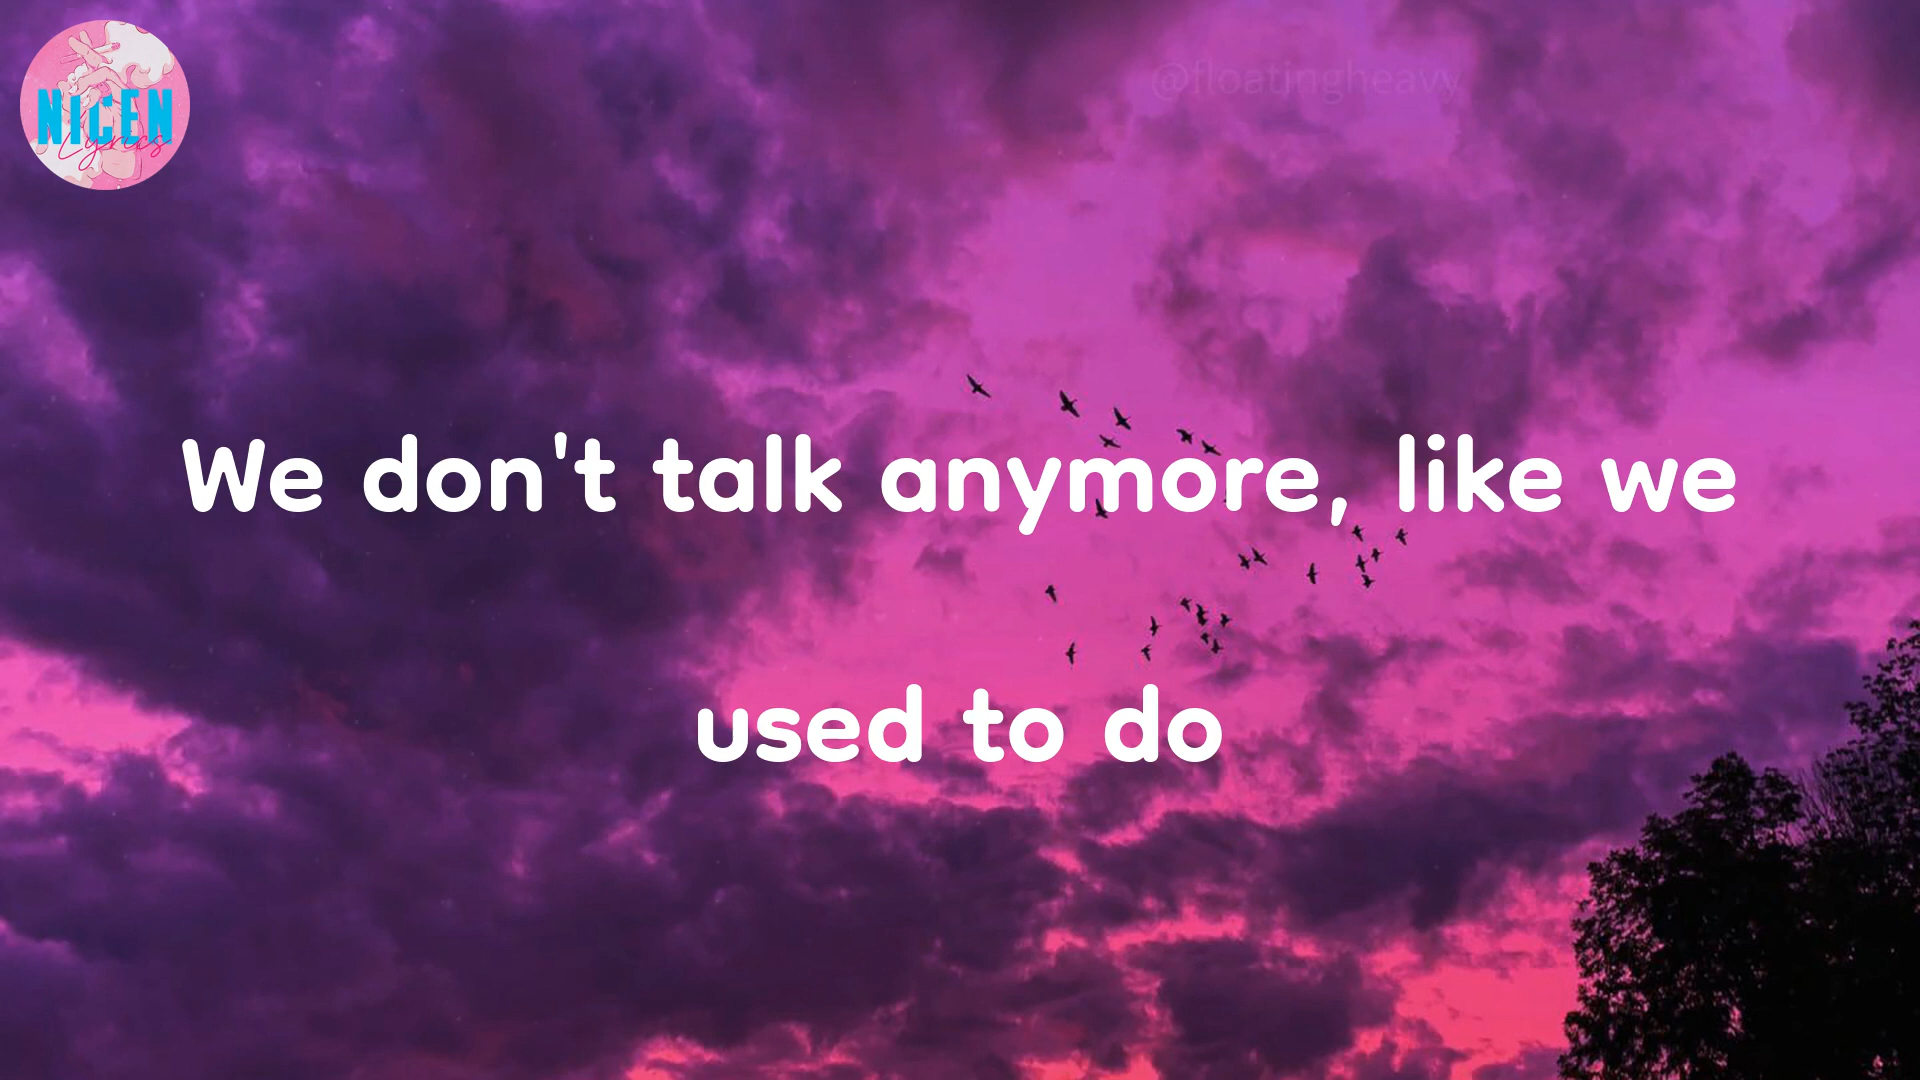 NICEN
Lyrics
@floatingheavy
We don't talk anymore, like we
used to do